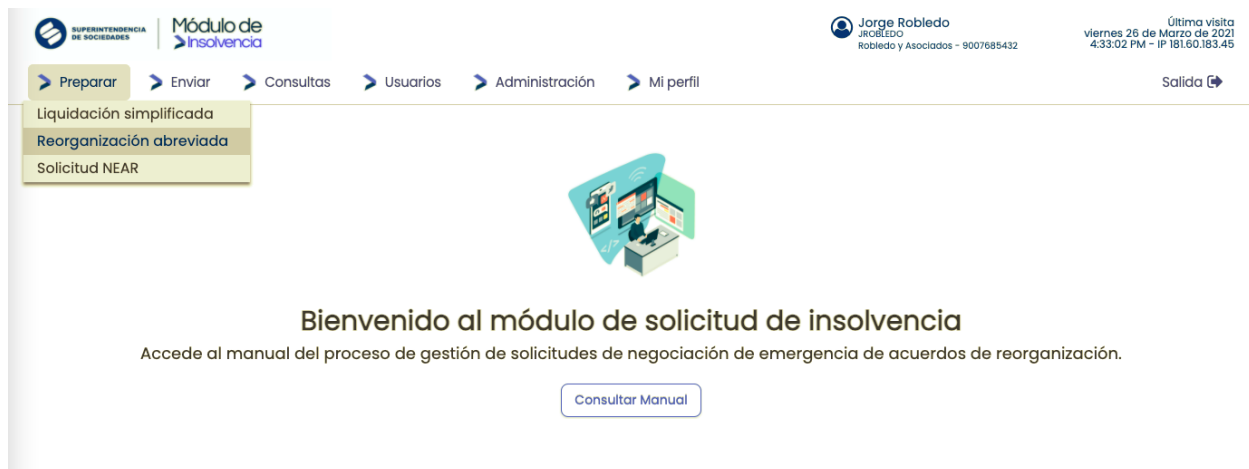 SUPERINTENDENCIA
DE SOCIEDADES
Módulo de
Insolvencia
Jorge Robledo
JROBLEDO
Robledo y Asociados - 9007685432
Última visita
viernes 26 de Marzo de 2021
4:33:02 PM - IP 181.60.183.45
Preparar Enviar Consultas Usuarios Administración Mi perfil Salida
Liquidación simplificada
Reorganización abreviada
Solicitud NEAR
</>
Bienvenido al módulo de solicitud de insolvencia
Accede al manual del proceso de gestión de solicitudes de negociación de emergencia de acuerdos de reorganización.
Consultar Manual